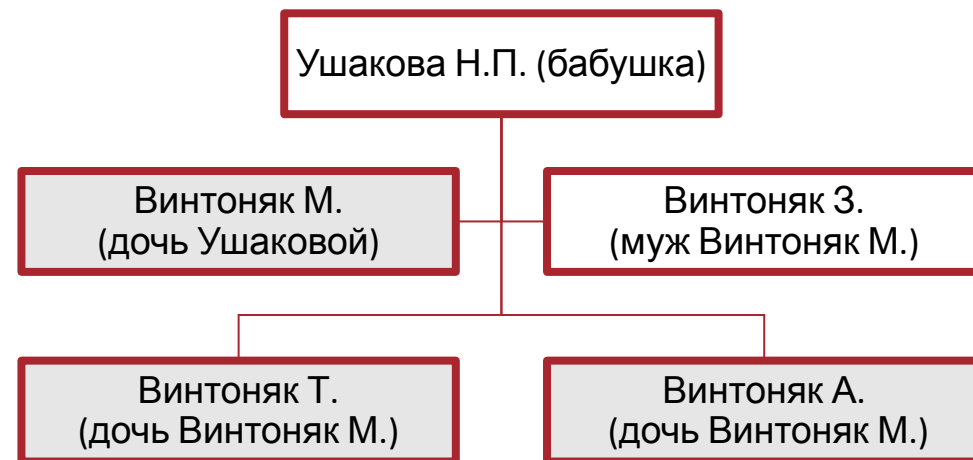 Ушакова Н.П. (бабушка)
Винтоняк М.
(дочь Ушаковой)
Винтоняк З.
(муж Винтоняк М.)
Винтоняк Т.
(дочь Винтоняк М.)
Винтоняк А.
(дочь Винтоняк М.)